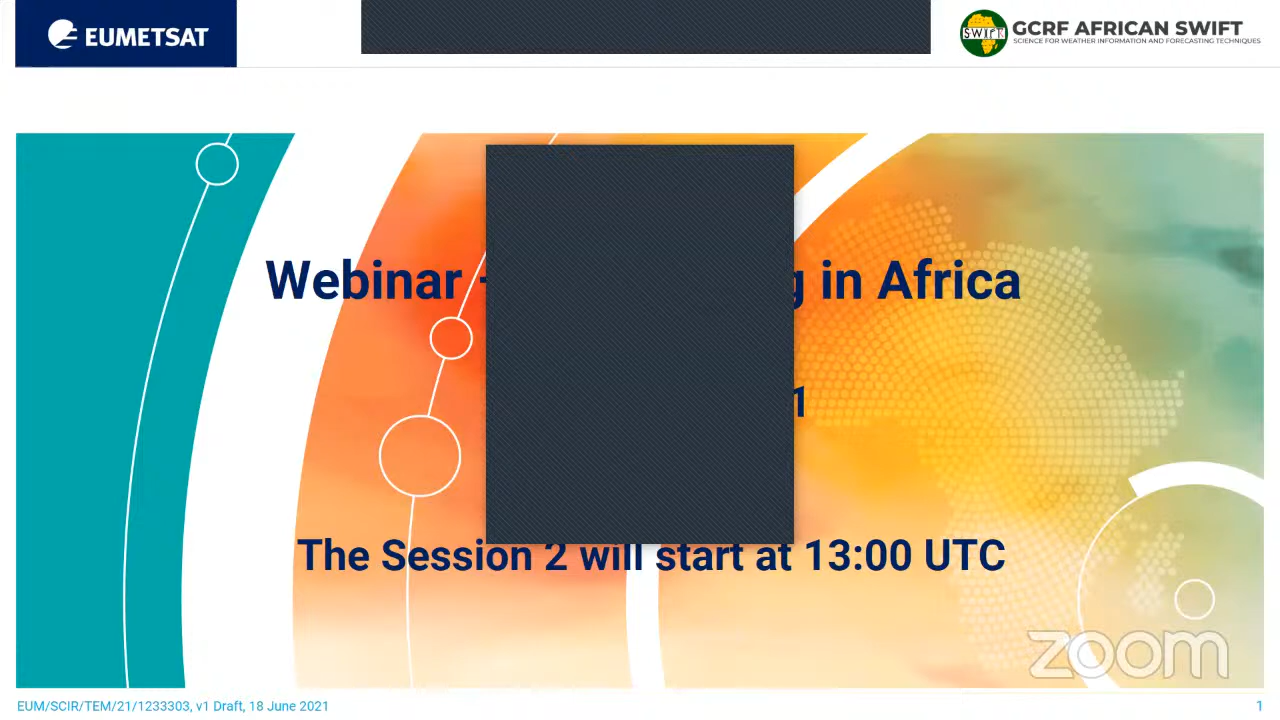 EUMETSAT
SWIFT
GCRF AFRICAN SWIFT
SCIENCE FOR WEATHER INFORMATION AND FORECASTING TECHNIQUES
Webinar - in Africa
1
The Session 2 will start at 13:00 UTC
zoom
EUM/SCIR/TEM/21/1233303, v1 Draft, 18 June 2021
1